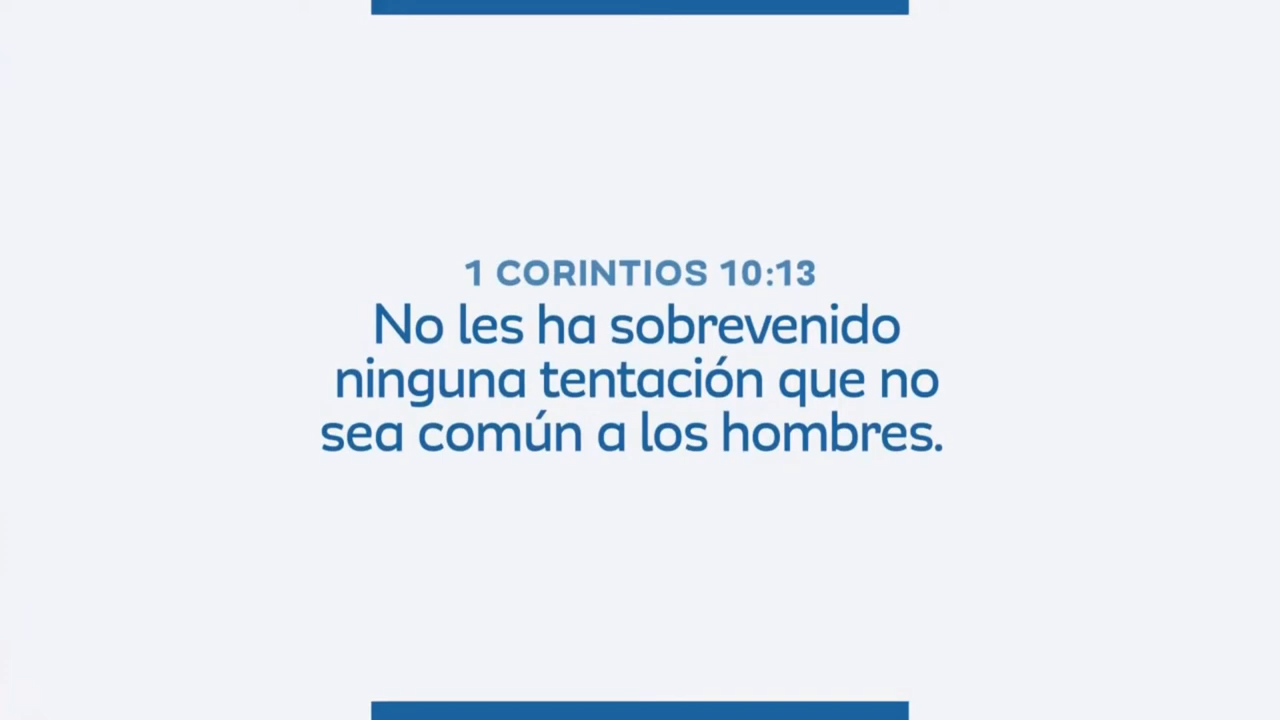 1 CORINTIOS 10:13
No les ha sobrevenido
ninguna tentación que no
sea común a los hombres.